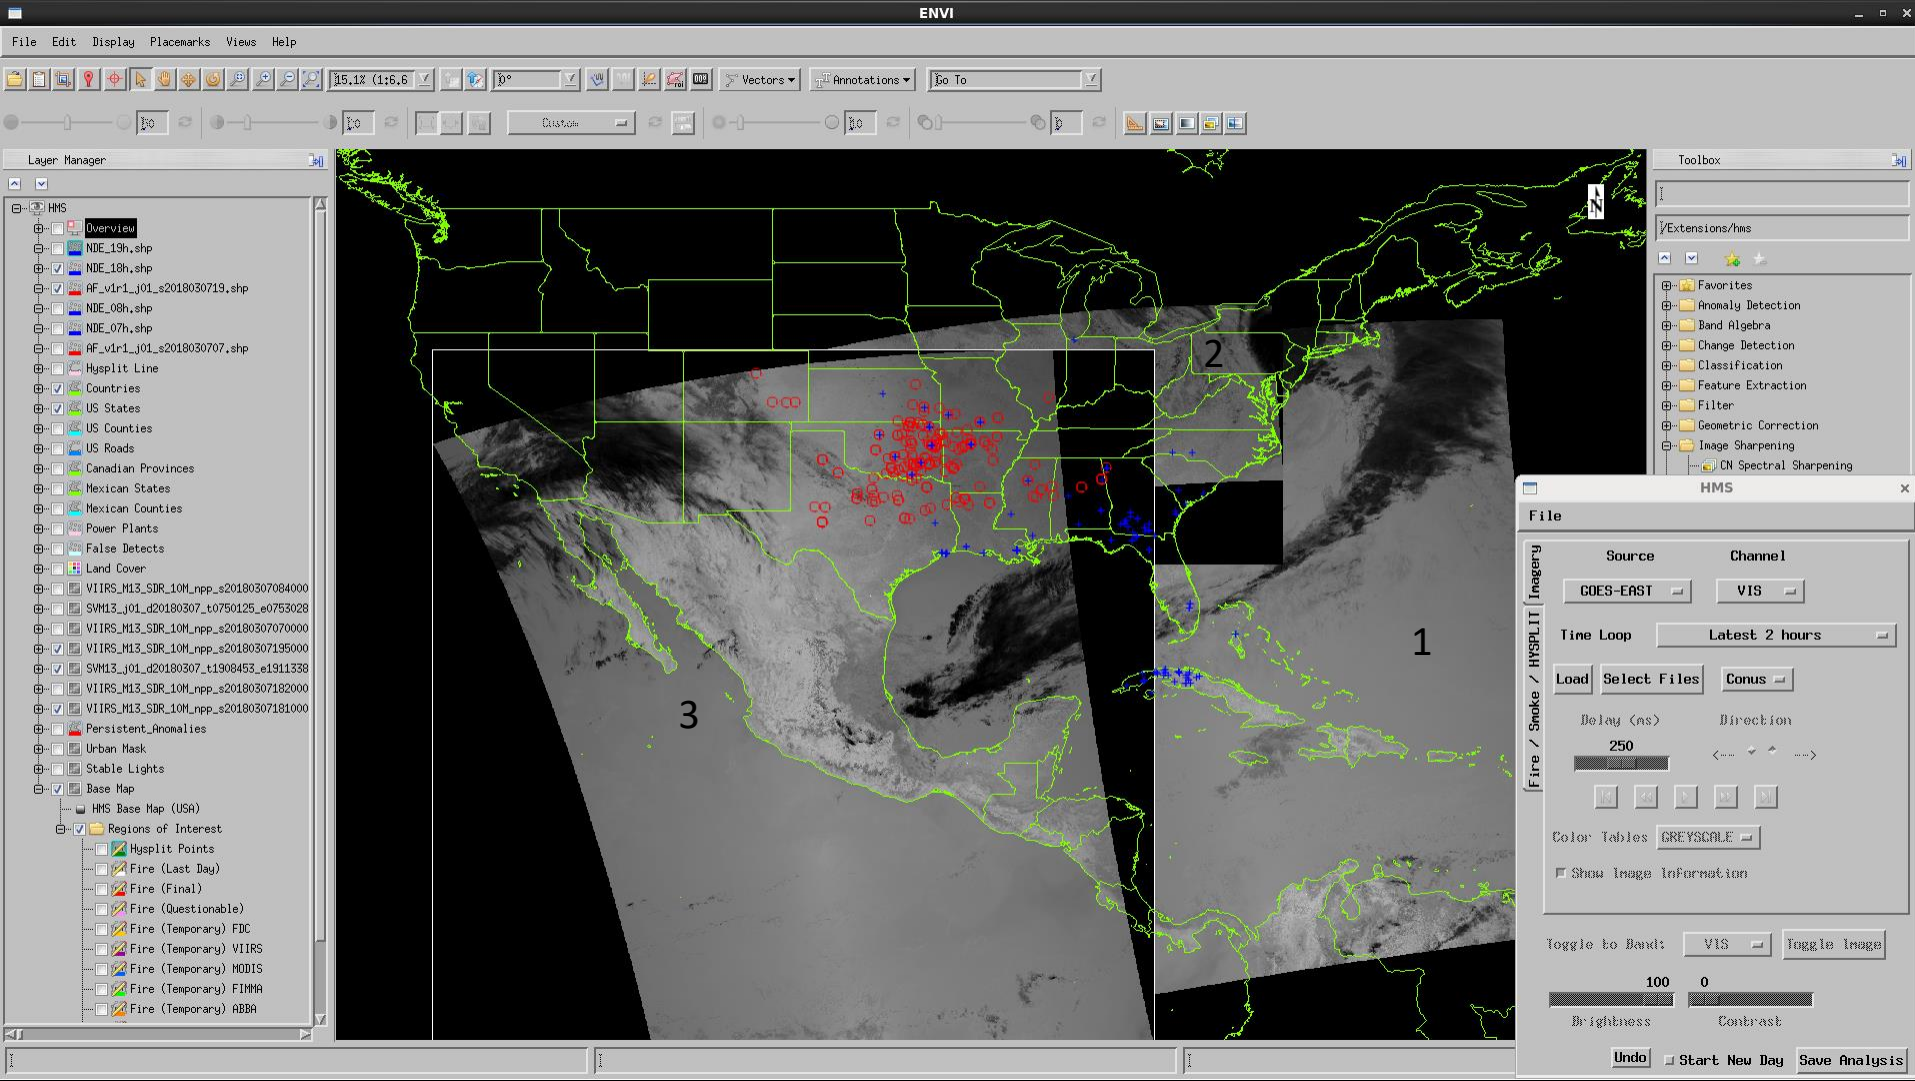 ENVI
File Edit Display Placemarks Views Help
15.1% (1:6.6
0°
Vectors
Annotations
Go To
Custom
Layer Manager
HMS
Overview
NDE_19h.shp
NDE_18h.shp
AF_v1r1_j01_s2018030719.shp
NDE_08h.shp
NDE_07h.shp
AF_v1r1_j01_s2018030707.shp
Hysplit Line
Countries
US States
US Counties
US Roads
Canadian Provinces
Mexican States
Mexican Counties
Power Plants
False Detects
Land Cover
VIIRS_M13_SDR_10M_npp_s20180307084000
SVM13_j01_d20180307_t0750125_e0753028
VIIRS_M13_SDR_10M_npp_s20180307070000
VIIRS_M13_SDR_10M_npp_s20180307195000
SVM13_j01_d20180307_t1908453_e1911338
VIIRS_M13_SDR_10M_npp_s20180307182000
VIIRS_M13_SDR_10M_npp_s20180307181000
Persistent_Anomalies
Urban Mask
Stable Lights
Base Map
HMS Base Map (USA)
Regions of Interest
Hysplit Points
Fire (Last Day)
Fire (Final)
Fire (Questionable)
Fire (Temporary) FDC
Fire (Temporary) VIIRS
Fire (Temporary) MODIS
Fire (Temporary) FIMMA
Fire (Temporary) ABBA
N
2
1
3
Toolbox
/Extensions/hms
Favorites
Anomaly Detection
Band Algebra
Change Detection
Classification
Feature Extraction
Filter
Geometric Correction
Image Sharpening
CN Spectral Sharpening
HMS
File
Imagery
Fire / Smoke / HYSPLIT
Source Channel
GOES-EAST VIS
Time Loop Latest 2 hours
Load Select Files Conus
Delay (ms) Direction
250
<--- --->
Color Tables GREYSCALE
Show Image Information
Toggle to Band: VIS Toggle Image
100 0
Brightness Contrast
Undo Start New Day Save Analysis